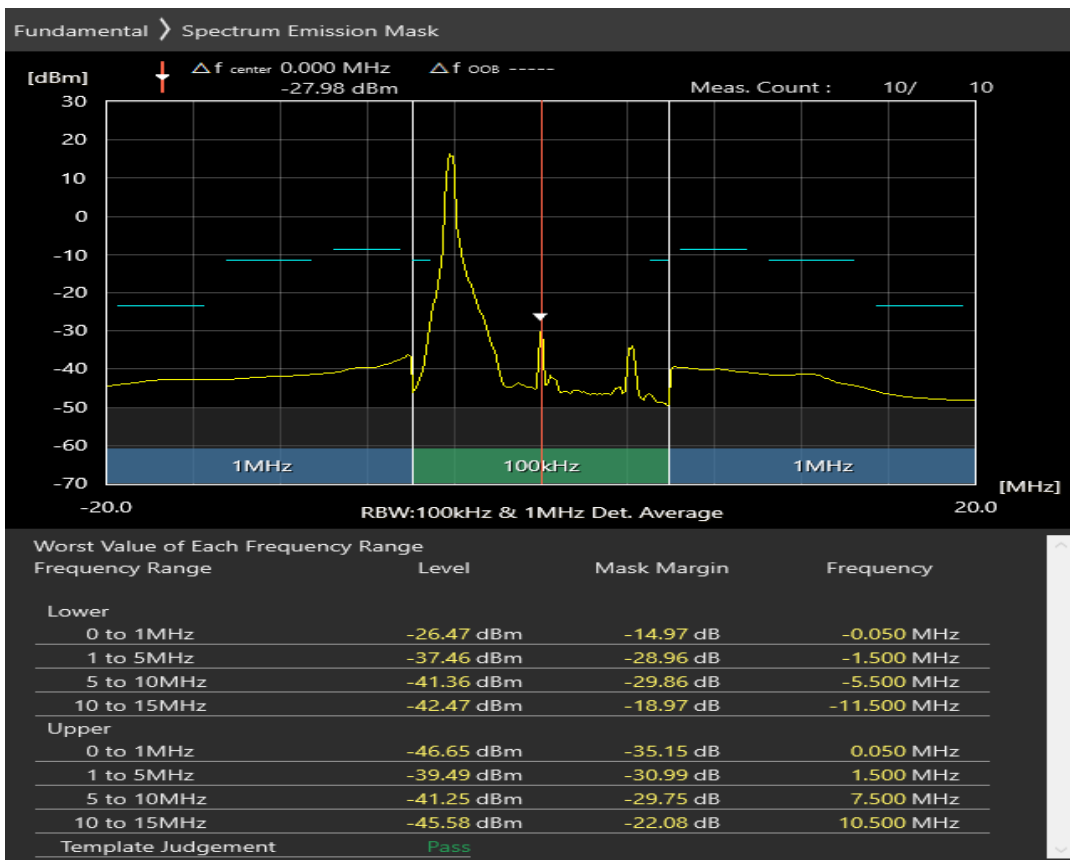 Fundamental 〉 Spectrum Emission Mask
[dBm] △f center 0.000 MHz △f OOB -----
-27.98 dBm Meas. Count : 10/ 10
30
20
10
0
-10
-20
-30
-40
-50
-60
1MHz 100kHz 1MHz
-70 [MHz]
-20.0 RBW:100kHz & 1MHz Det. Average 20.0
Worst Value of Each Frequency Range
Frequency Range Level Mask Margin Frequency
Lower
0 to 1MHz -26.47 dBm -14.97 dB -0.050 MHz
1 to 5MHz -37.46 dBm -28.96 dB -1.500 MHz
5 to 10MHz -41.36 dBm -29.86 dB -5.500 MHz
10 to 15MHz -42.47 dBm -18.97 dB -11.500 MHz
Upper
0 to 1MHz -46.65 dBm -35.15 dB 0.050 MHz
1 to 5MHz -39.49 dBm -30.99 dB 1.500 MHz
5 to 10MHz -41.25 dBm -29.75 dB 7.500 MHz
10 to 15MHz -45.58 dBm -22.08 dB 10.500 MHz
Template Judgement Pass